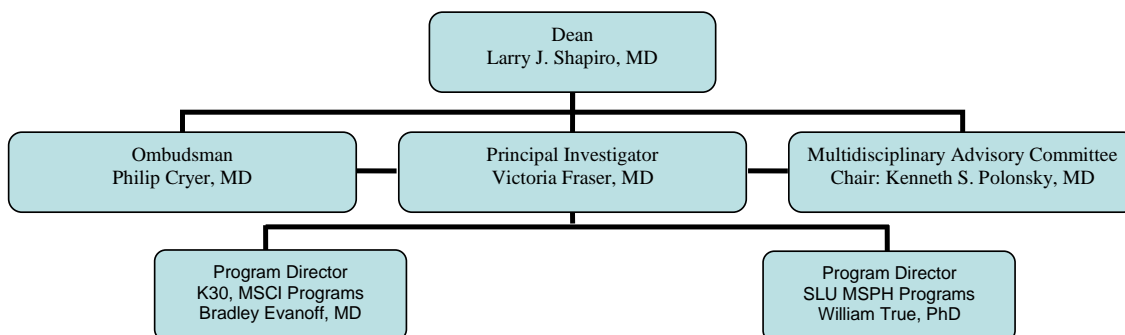 Dean
Larry J. Shapiro, MD
Ombudsman
Philip Cryer, MD
Principal Investigator
Victoria Fraser, MD
Multidisciplinary Advisory Committee
Chair: Kenneth S. Polonsky, MD
Program Director
K30, MSCI Programs
Bradley Evanoff, MD
Program Director
SLU MSPH Programs
William True, PhD